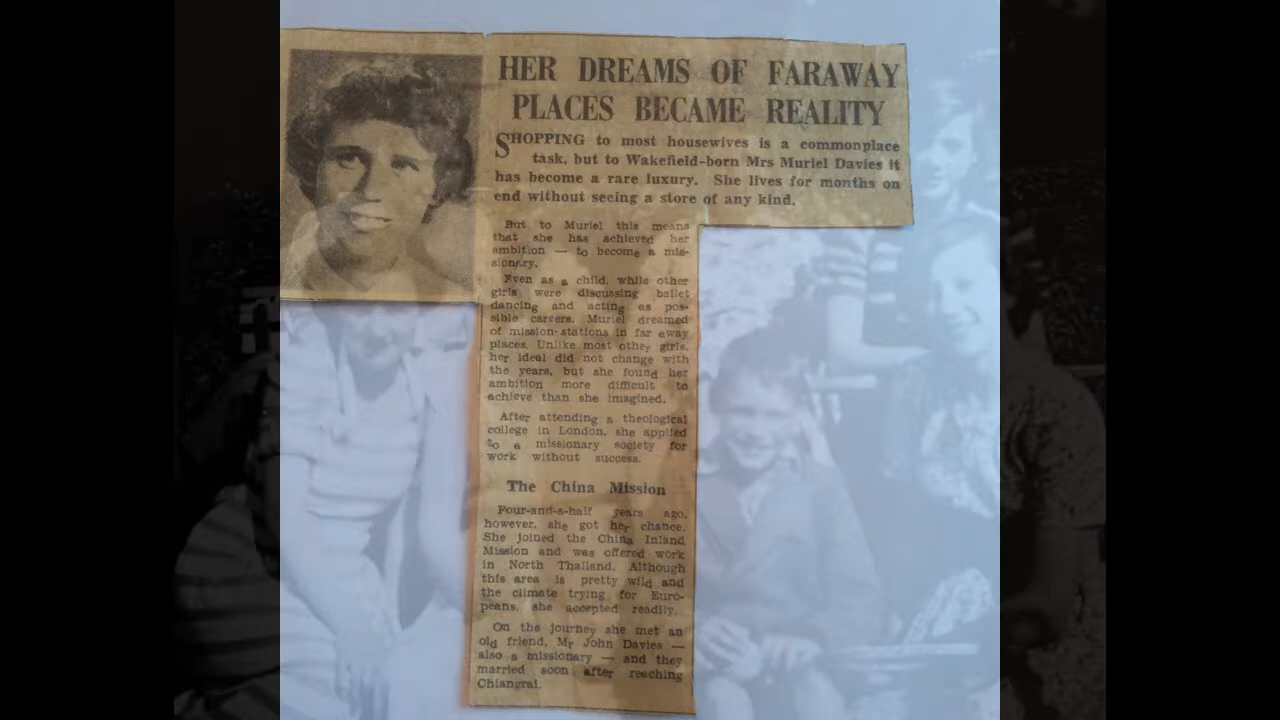 HER DREAMS OF FARAWAY
PLACES BECAME REALITY
SHOPPING to most housewives is a commonplace
task, but to Wakefield-born Mrs Muriel Davies it
has become a rare luxury. She lives for months on
end without seeing a store of any kind.
But to Muriel this means
that she has achieved her
ambition — to become a mis-
sionery.
Even as a child, while other
girls were discussing ballet
dancing and acting as pos-
sible careers, Muriel dreamed
of mission stations in far away
places. Unlike most other girls,
her ideal did not change with
the years, but she found her
ambition more difficult to
achieve than she imagined.
After attending a theological
college in London, she applied
to a missionary society for
work without success.
The China Mission
Four-and-a-half years ago,
however, she got her chance.
She joined the China Inland
Mission and was offered work
in North Thailand. Although
this area is pretty wild and
the climate trying for Euro-
peans, she accepted readily.
On the journey she met an
old friend, Mr John Davies —
also a missionary — and they
married soon after reaching
Chiangrai.